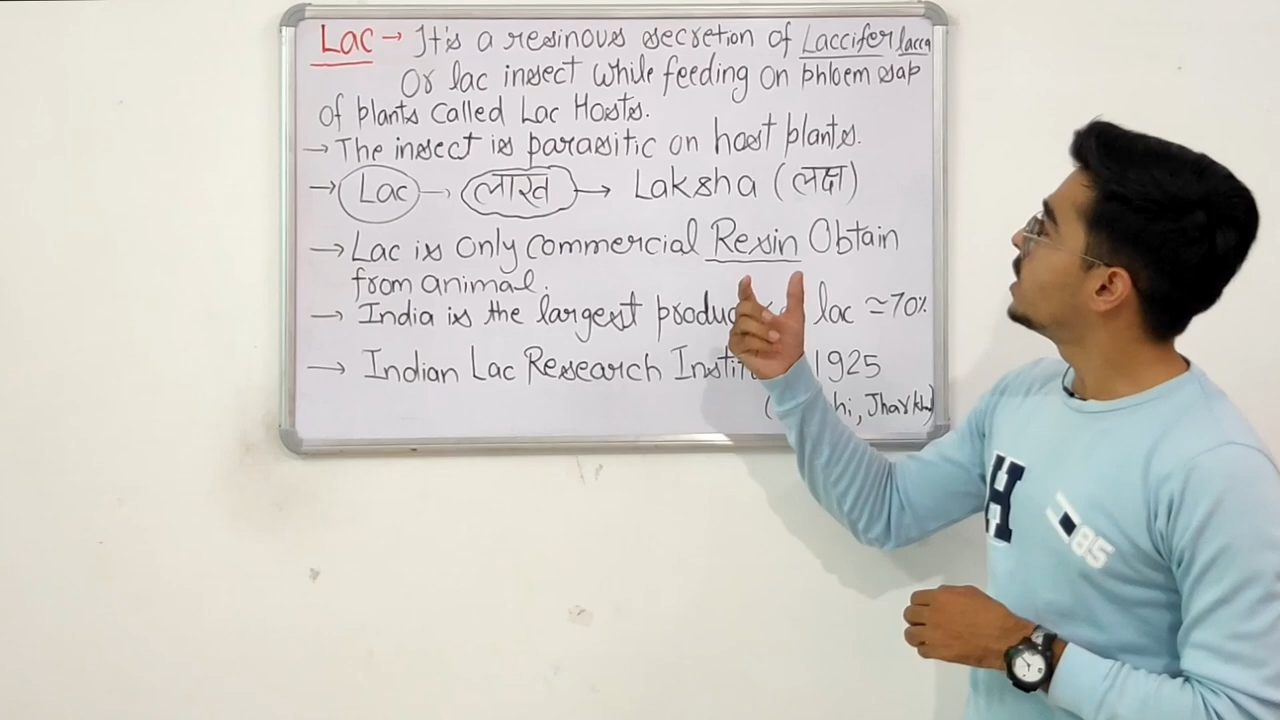 Lac → It's a resinous secretion of Laccifer lacca
Or lac insect while feeding on phloem sap
of plants called Lac Hosts.
→ The insect is parasitic on host plants.
→ Lac → लाख → Laksha (लक्ष)
→ Lac is only commercial Resin Obtain
from animal.
→ India is the largest lac ≃70%
→ Indian Lac Research 1925
Jharkhand)
H
85